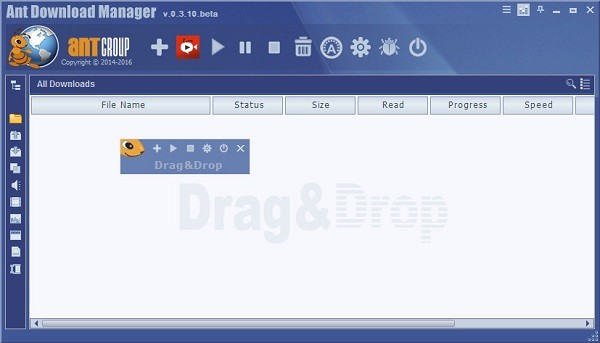 Ant Download Manager v.0.3.10.beta
ANT GROUP
Copyright © 2014-2016
All Downloads
File Name Status Size Read Progress Speed
Drag&Drop
Drag&Drop